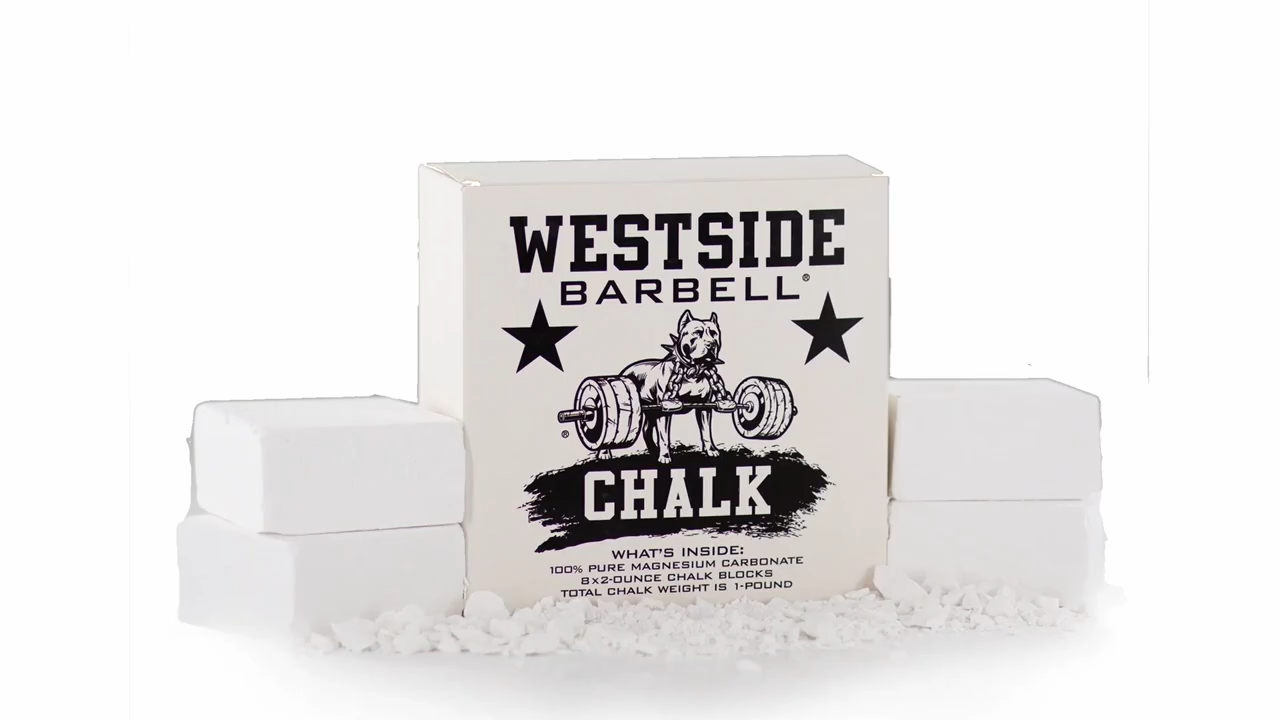 WESTSIDE
BARBELL®
®
CHALK
WHAT'S INSIDE:
100% PURE MAGNESIUM CARBONATE
8x2-OUNCE CHALK BLOCKS
TOTAL CHALK WEIGHT IS 1-POUND